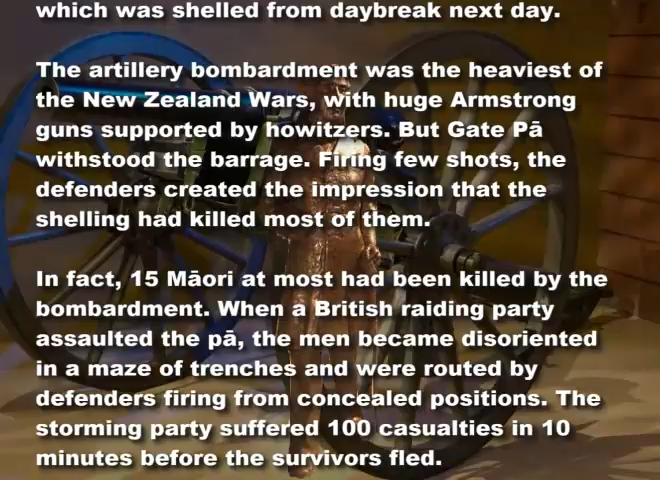 which was shelled from daybreak next day.
The artillery bombardment was the heaviest of
the New Zealand Wars, with huge Armstrong
guns supported by howitzers. But Gate Pā
withstood the barrage. Firing few shots, the
defenders created the impression that the
shelling had killed most of them.
In fact, 15 Māori at most had been killed by the
bombardment. When a British raiding party
assaulted the pā, the men became disoriented
in a maze of trenches and were routed by
defenders firing from concealed positions. The
storming party suffered 100 casualties in 10
minutes before the survivors fled.